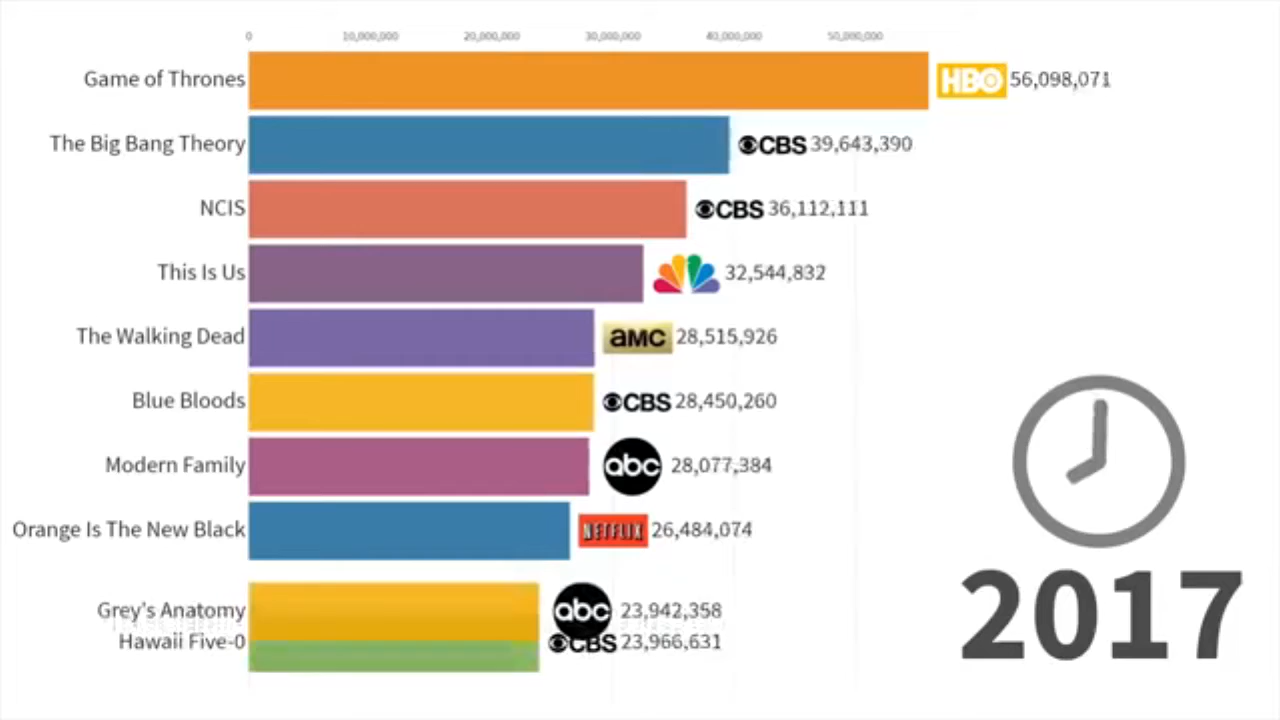 0 10,000,000 20,000,000 30,000,000 40,000,000 50,000,000
Game of Thrones HBO 56,098,071
The Big Bang Theory CBS 39,643,390
NCIS CBS 36,112,111
This Is Us 32,544,832
The Walking Dead aMC 28,515,926
Blue Bloods CBS 28,450,260
Modern Family abc 28,077,384
Orange Is The New Black NETFLIX 26,484,074
Grey's Anatomy abc 23,942,358
Hawaii Five-0 CBS 23,966,631
2017